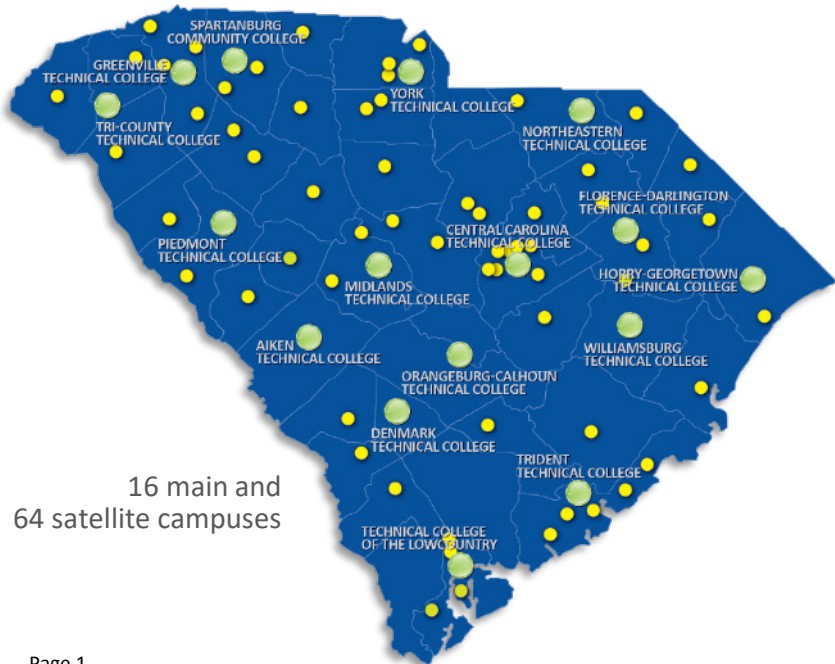 SPARTANBURG
COMMUNITY COLLEGE
GREENVILLE
TECHNICAL COLLEGE
YORK
TECHNICAL COLLEGE
TRI-COUNTY
TECHNICAL COLLEGE
NORTHEASTERN
TECHNICAL COLLEGE
FLORENCE-DARLINGTON
TECHNICAL COLLEGE
CENTRAL CAROLINA
TECHNICAL COLLEGE
PIEDMONT
TECHNICAL COLLEGE
HORRY-GEORGETOWN
TECHNICAL COLLEGE
MIDLANDS
TECHNICAL COLLEGE
AIKEN
TECHNICAL COLLEGE
WILLIAMSBURG
TECHNICAL COLLEGE
ORANGEBURG-CALHOUN
TECHNICAL COLLEGE
DENMARK
TECHNICAL COLLEGE
TRIDENT
TECHNICAL COLLEGE
16 main and
64 satellite campuses
TECHNICAL COLLEGE
OF THE LOWCOUNTRY
Page 1